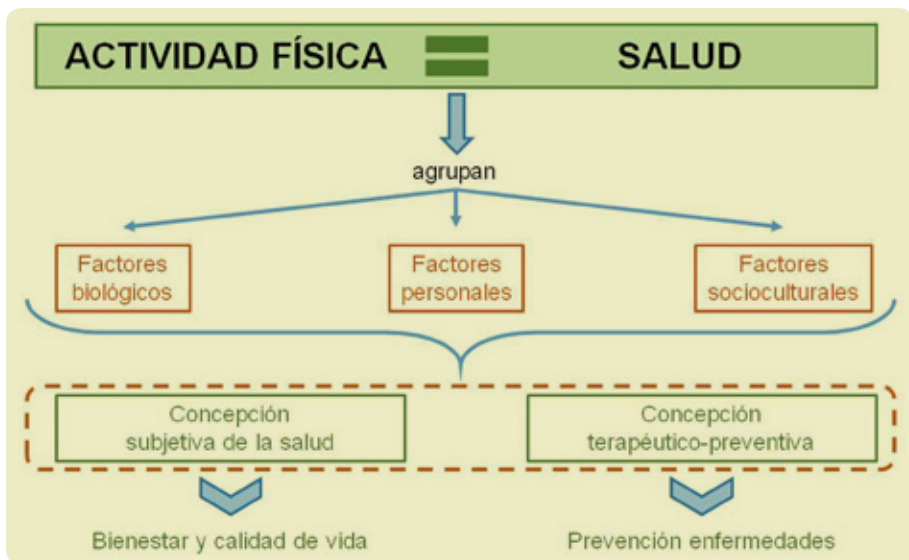 ACTIVIDAD FÍSICA = SALUD
agrupan
Factores
biológicos
Factores
personales
Factores
socioculturales
Concepción
subjetiva de la salud
Concepción
terapéutico-preventiva
Bienestar y calidad de vida
Prevención enfermedades